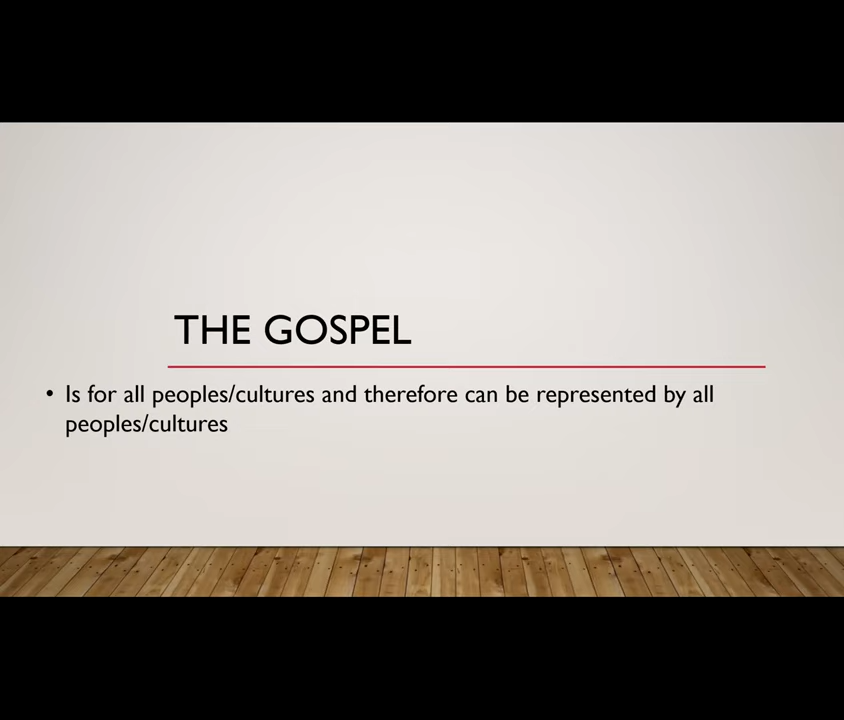 THE GOSPEL
• Is for all peoples/cultures and therefore can be represented by all
peoples/cultures